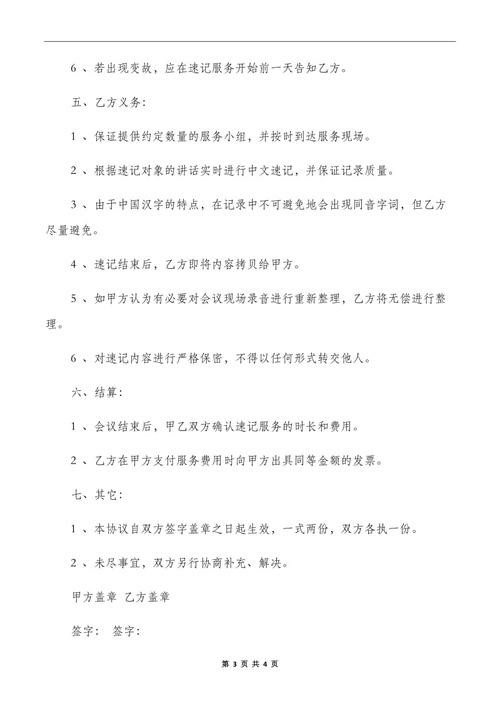 6 、若出现变故，应在速记服务开始前一天告知乙方。
五、乙方义务：
1 、保证提供约定数量的服务小组，并按时到达服务现场。
2 、根据速记对象的讲话实时进行中文速记，并保证记录质量。
3 、由于中国汉字的特点，在记录中不可避免地会出现同音字词，但乙方
尽量避免。
4 、速记结束后，乙方即将内容拷贝给甲方。
5 、如甲方认为有必要对会议现场录音进行重新整理，乙方将无偿进行整
理。
6 、对速记内容进行严格保密，不得以任何形式转交他人。
六、结算：
1 、会议结束后，甲乙双方确认速记服务的时长和费用。
2 、乙方在甲方支付服务费用时向甲方出具同等金额的发票。
七、其它：
1 、本协议自双方签字盖章之日起生效，一式两份，双方各执一份。
2 、未尽事宜，双方另行协商补充、解决。
甲方盖章 乙方盖章
签字： 签字：
第 3 页 共 4 页